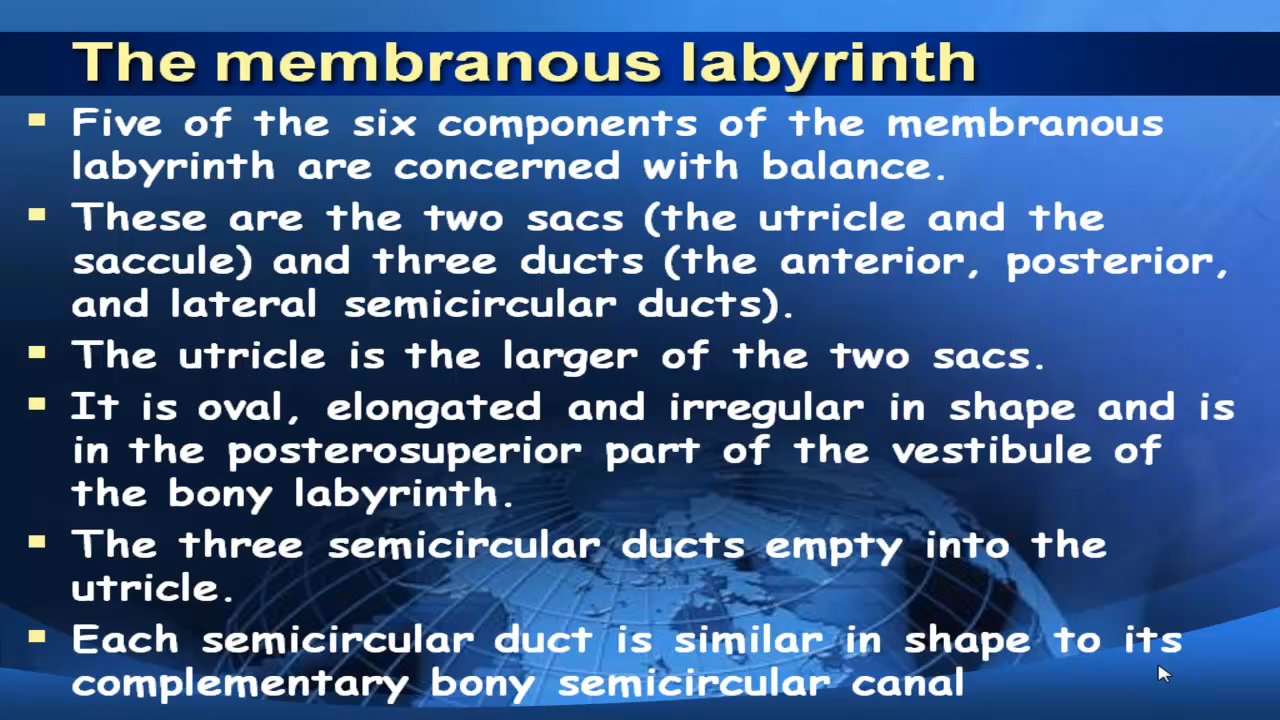 The membranous labyrinth
Five of the six components of the membranous
labyrinth are concerned with balance.
These are the two sacs (the utricle and the
saccule) and three ducts (the anterior, posterior,
and lateral semicircular ducts).
The utricle is the larger of the two sacs.
It is oval, elongated and irregular in shape and is
in the posterosuperior part of the vestibule of
the bony labyrinth.
The three semicircular ducts empty into the
utricle.
Each semicircular duct is similar in shape to its
complementary bony semicircular canal